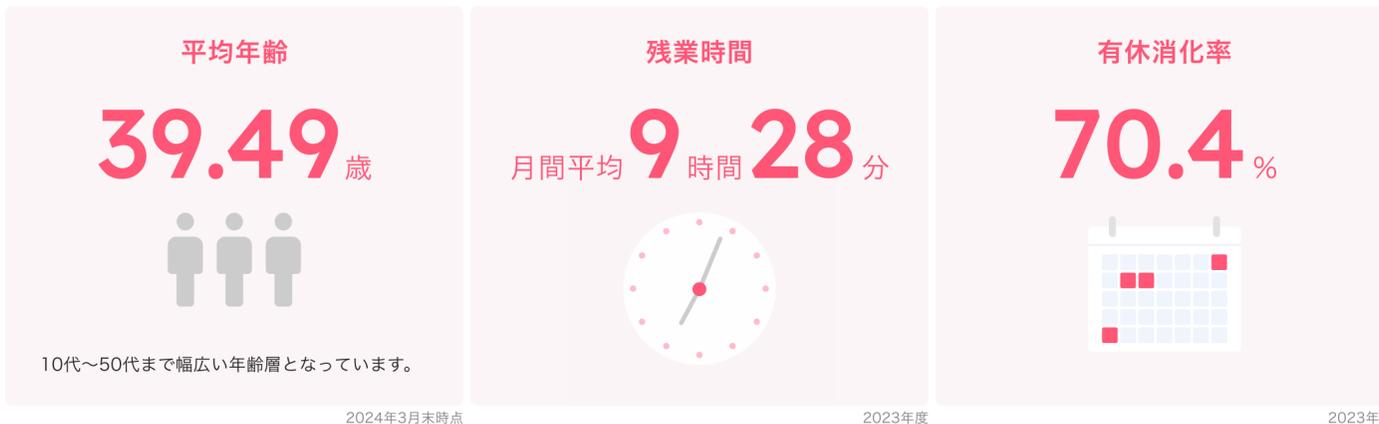 平均年齢
39.49歳
10代〜50代まで幅広い年齢層となっています。
2024年3月末時点
残業時間
月間平均9時間28分
2023年度
有休消化率
70.4%
2023年